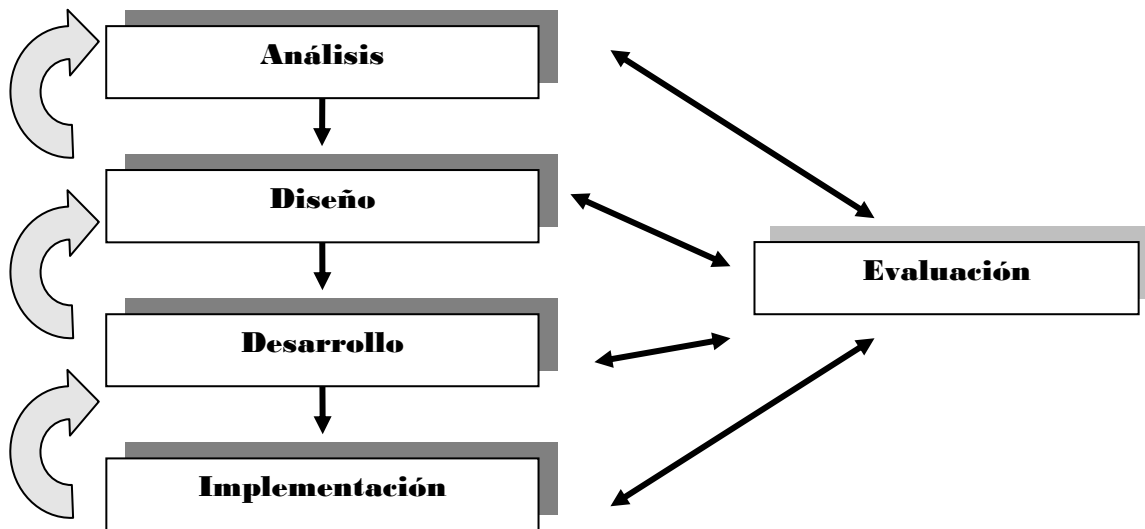 Análisis
Diseño
Evaluación
Desarrollo
Implementación